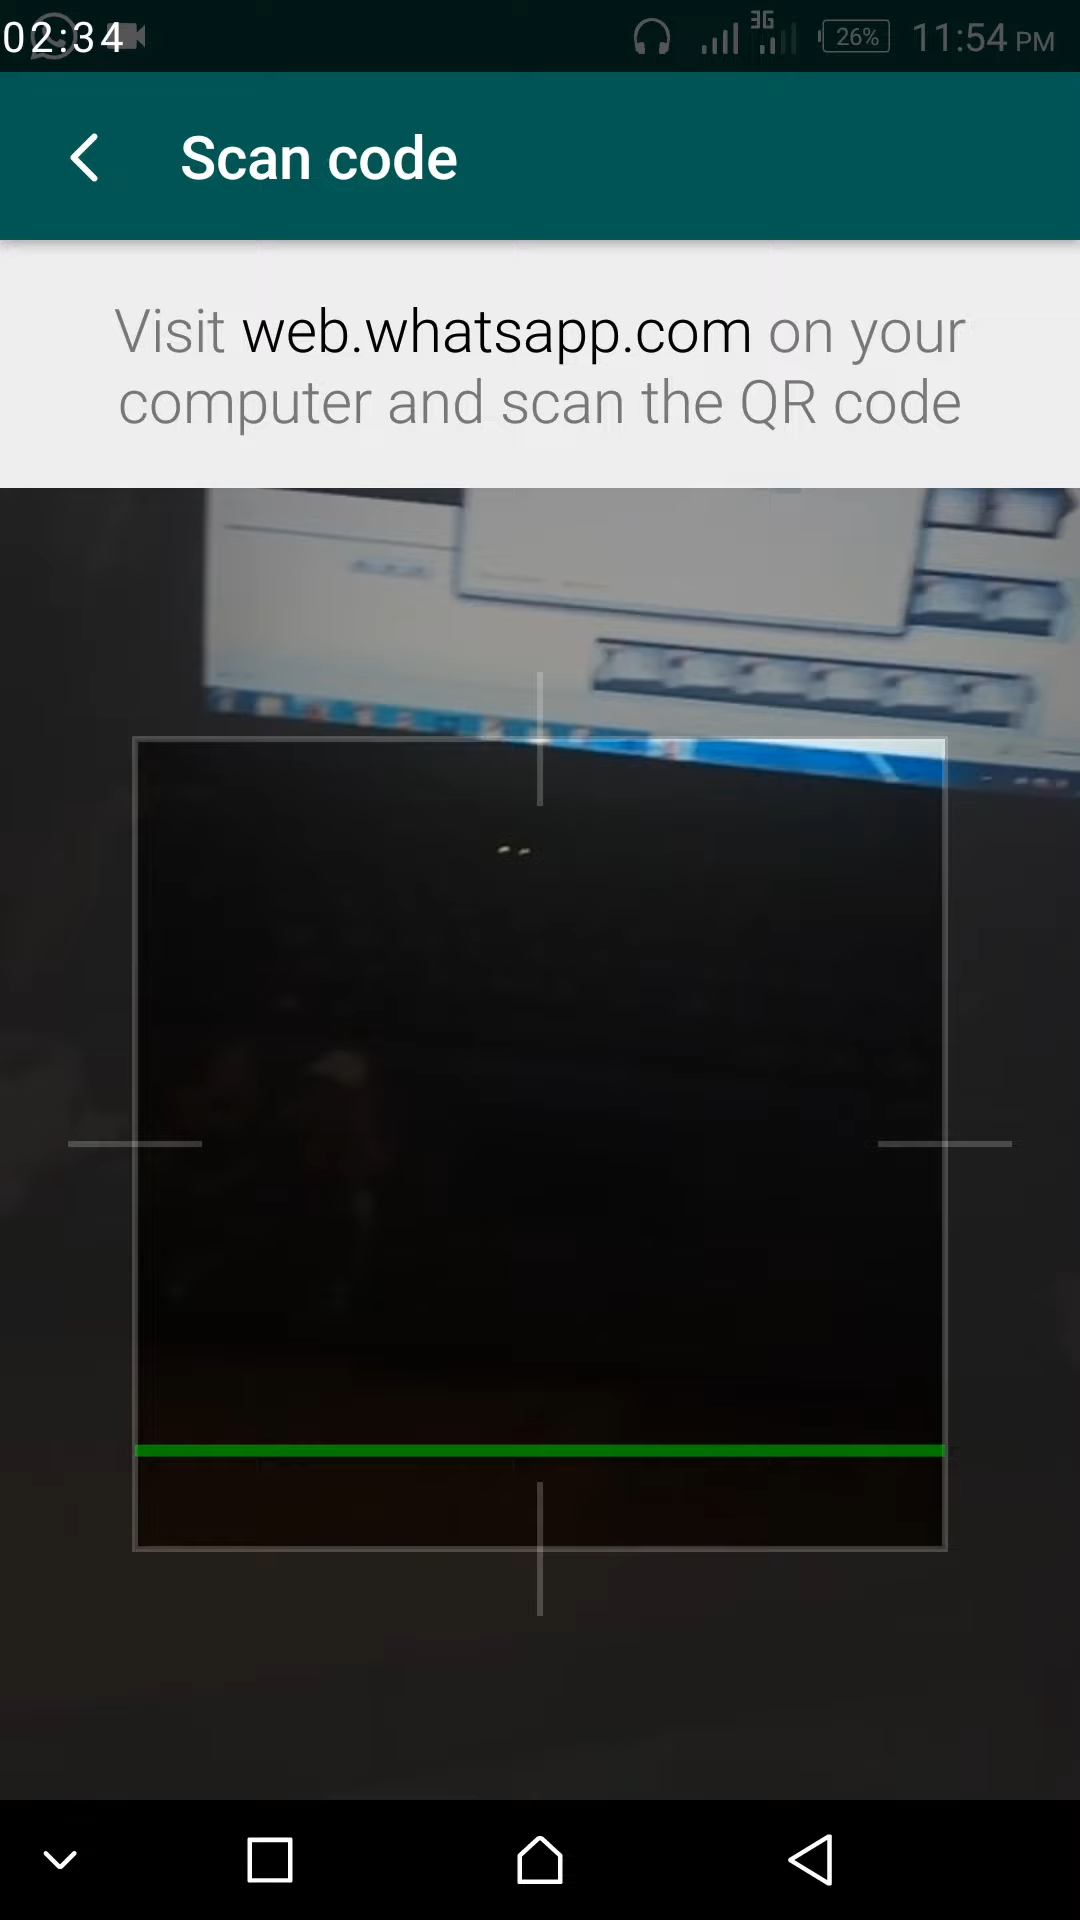 02:34
3G
26%
11:54 PM
Scan code
Visit web.whatsapp.com on your
computer and scan the QR code